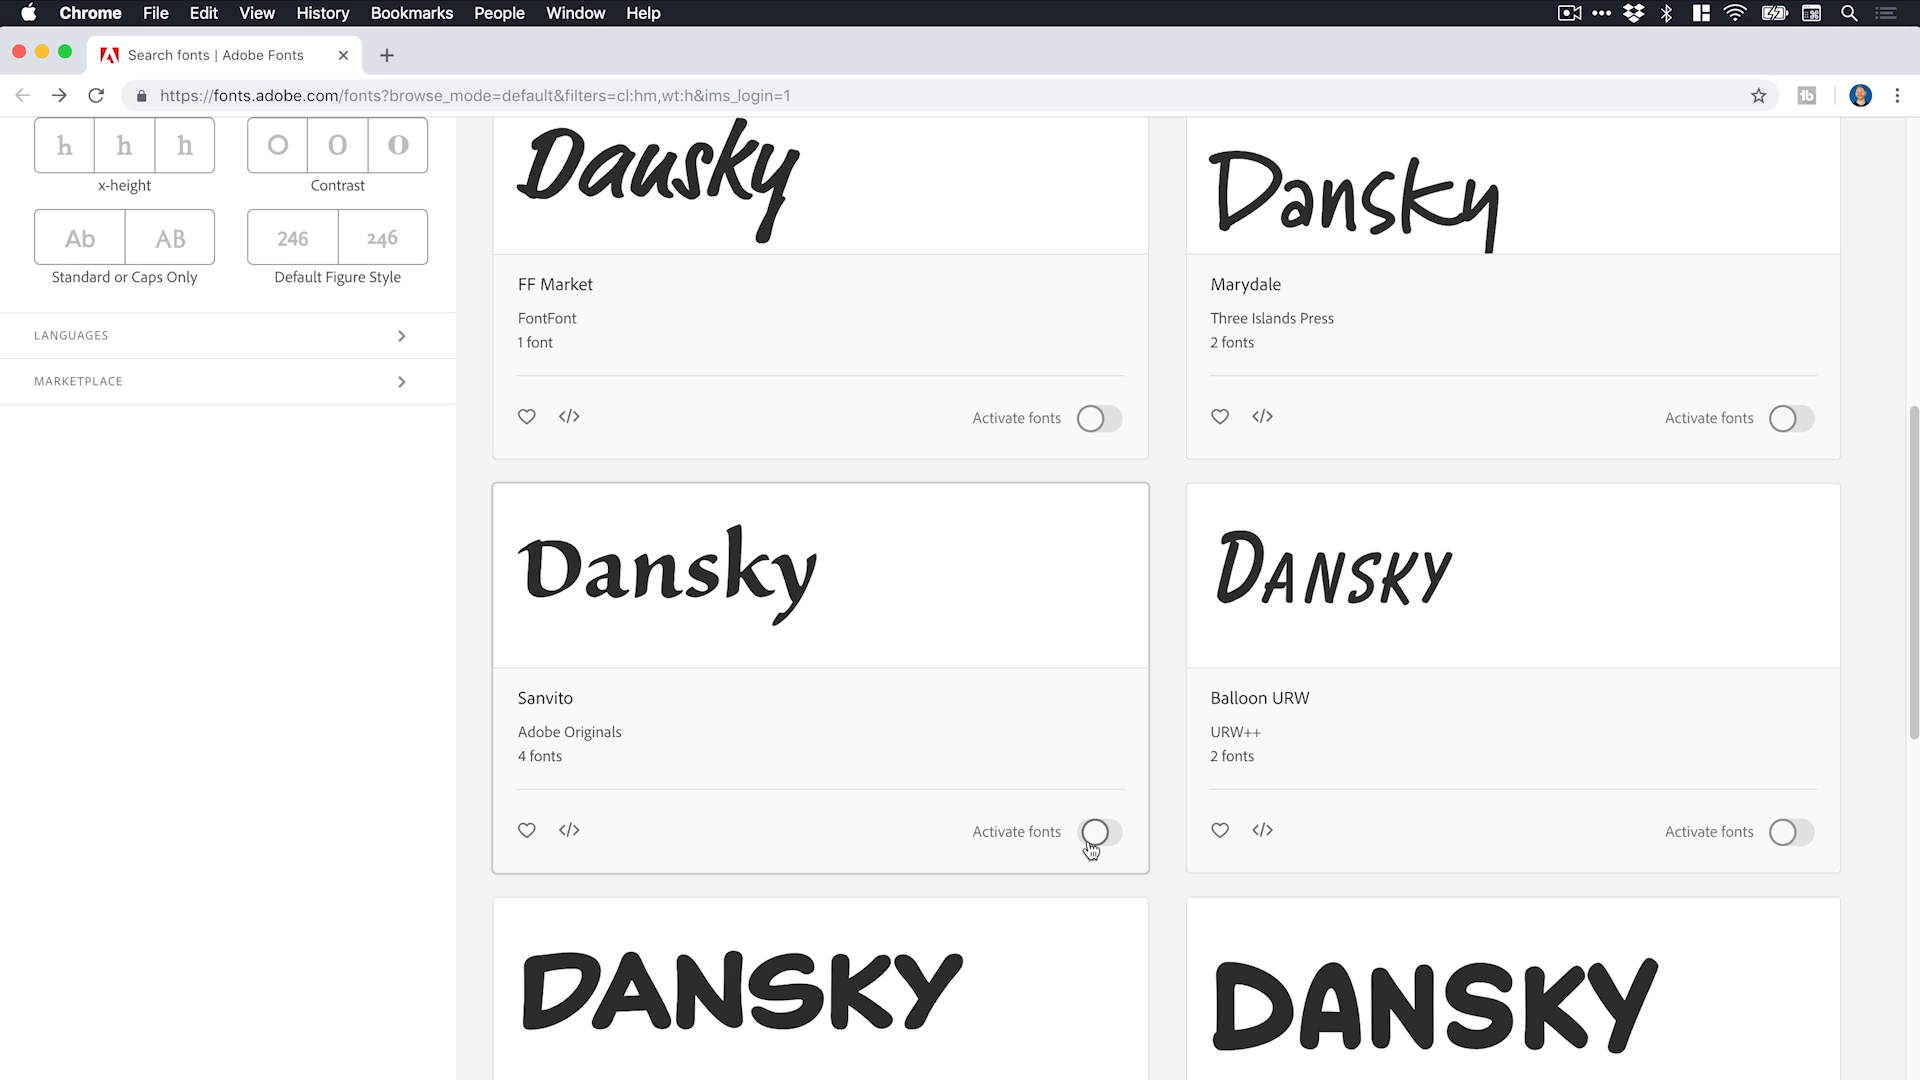 Chrome File Edit View History Bookmarks People Window Help
Search fonts | Adobe Fonts
https://fonts.adobe.com/fonts?browse_mode=default&filters=cl:hm,wt:h&ims_login=1
h h h
O O O
x-height
Contrast
Ab AB
246 246
Standard or Caps Only
Default Figure Style
LANGUAGES
MARKETPLACE
Dansky
FF Market
FontFont
1 font
</> Activate fonts
Dansky
Marydale
Three Islands Press
2 fonts
</> Activate fonts
Dansky
Sanvito
Adobe Originals
4 fonts
</> Activate fonts
DANSKY
Balloon URW
URW++
2 fonts
</> Activate fonts
DANSKY
DANSKY